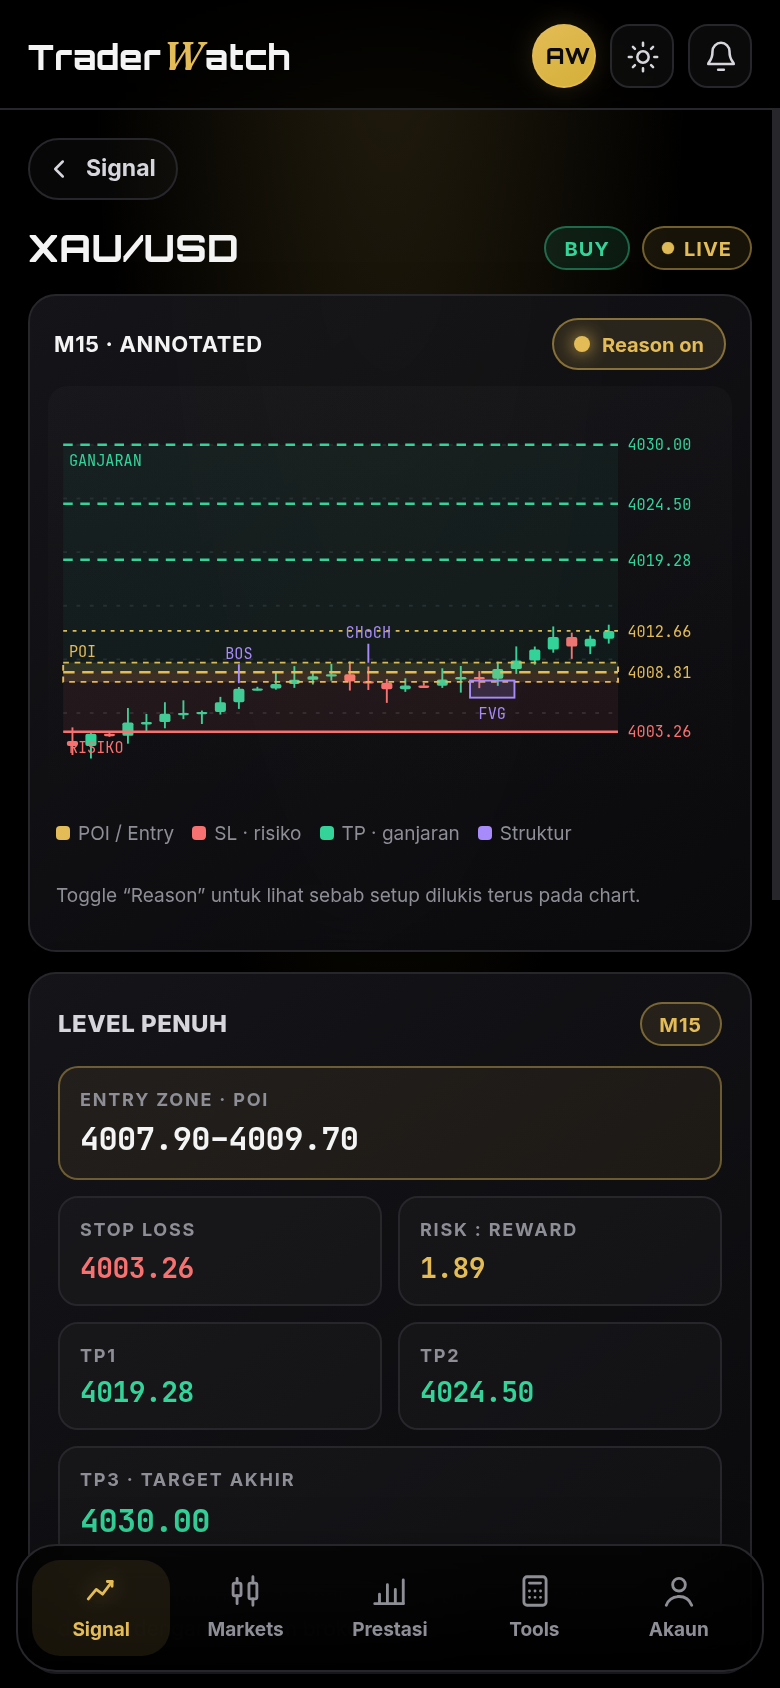 TraderWatch
AW
Signal
XAU/USD
BUY
LIVE
M15 · ANNOTATED
Reason on
4030.00
GANJARAN
4024.50
4019.28
CHoCH
4012.66
BOS
POI
4008.81
FVG
4003.26
RISIKO
POI / Entry
SL · risiko
TP · ganjaran
Struktur
Toggle “Reason” untuk lihat sebab setup dilukis terus pada chart.
LEVEL PENUH
M15
ENTRY ZONE · POI
4007.90–4009.70
STOP LOSS
4003.26
RISK : REWARD
1.89
TP1
4019.28
TP2
4024.50
TP3 · TARGET AKHIR
4030.00
Signal
Markets
Prestasi
Tools
Akaun